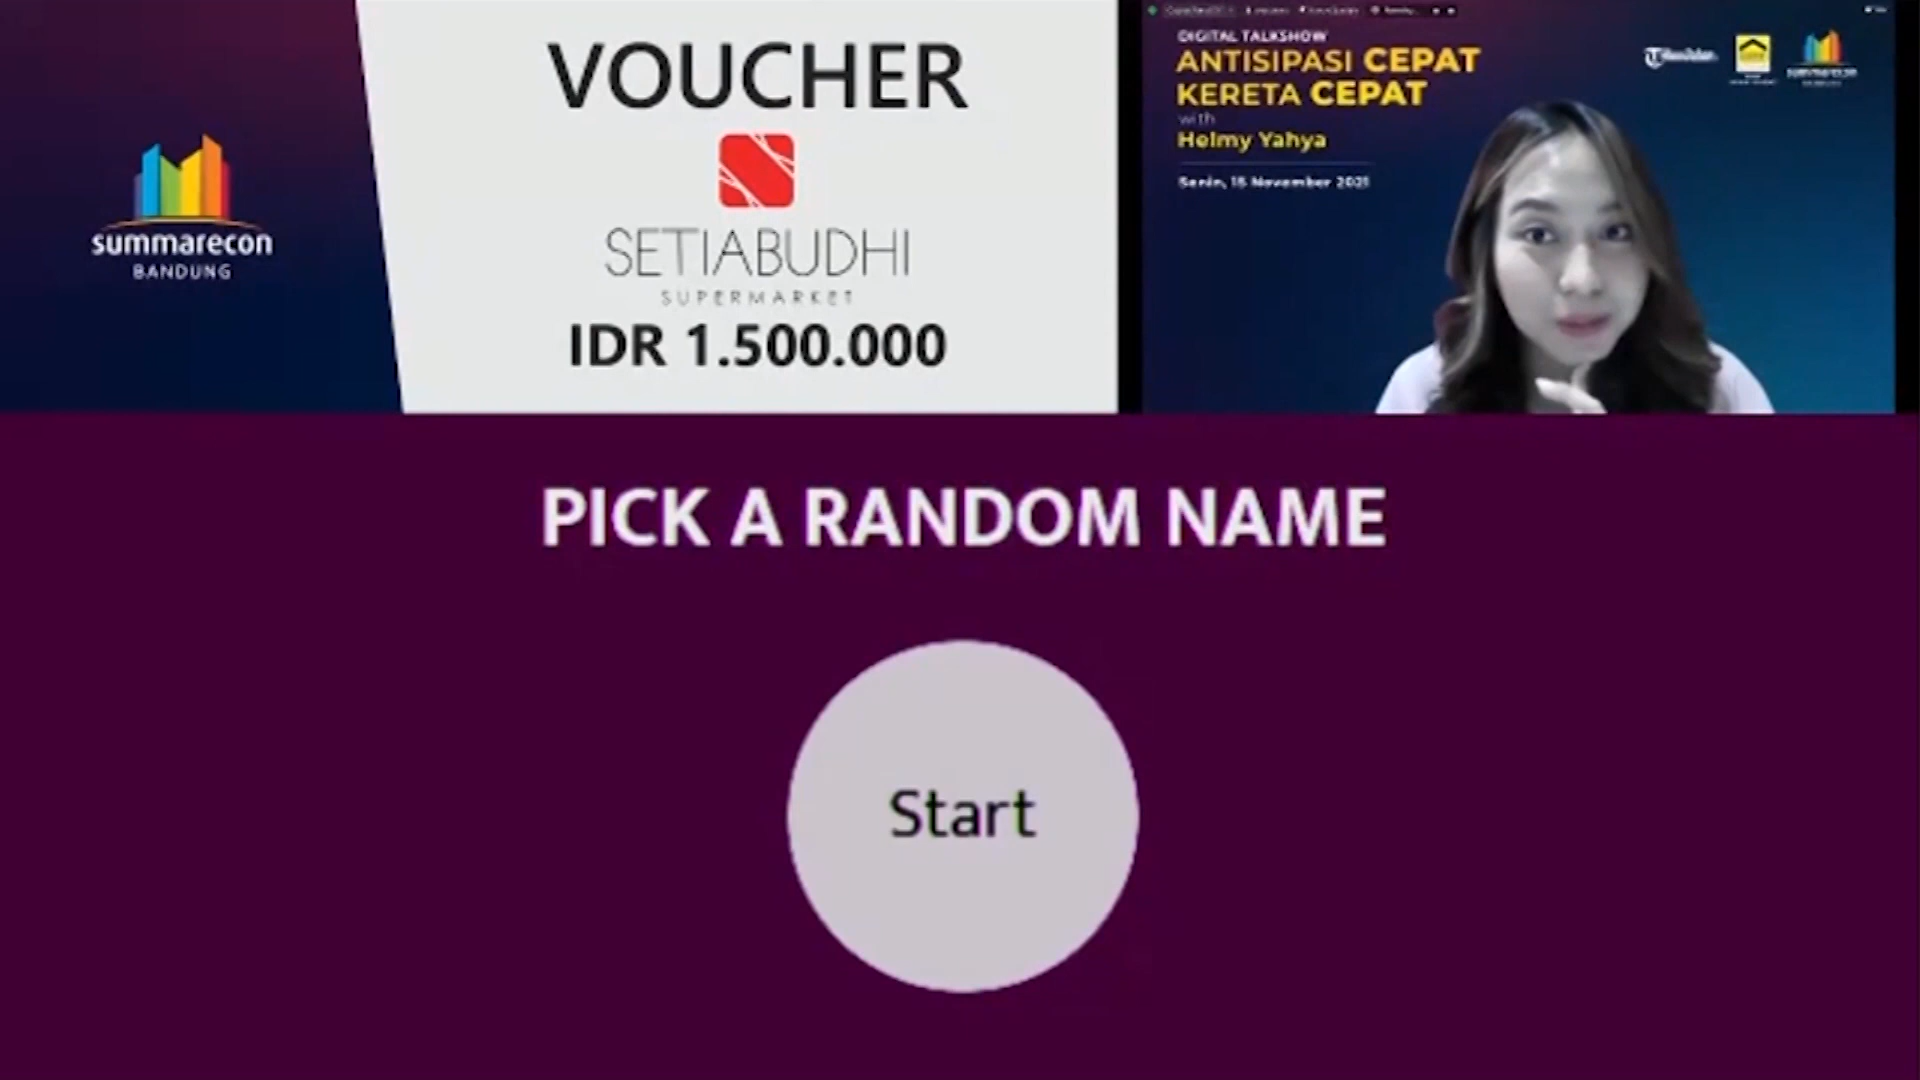 summarecon
BANDUNG
VOUCHER
SETIABUDHI
SUPERMARKET
IDR 1.500.000
DIGITAL TALKSHOW
ANTISIPASI CEPAT
KERETA CEPAT
with
Helmy Yahya
Senin, 15 November 2021
summarecon
PICK A RANDOM NAME
Start